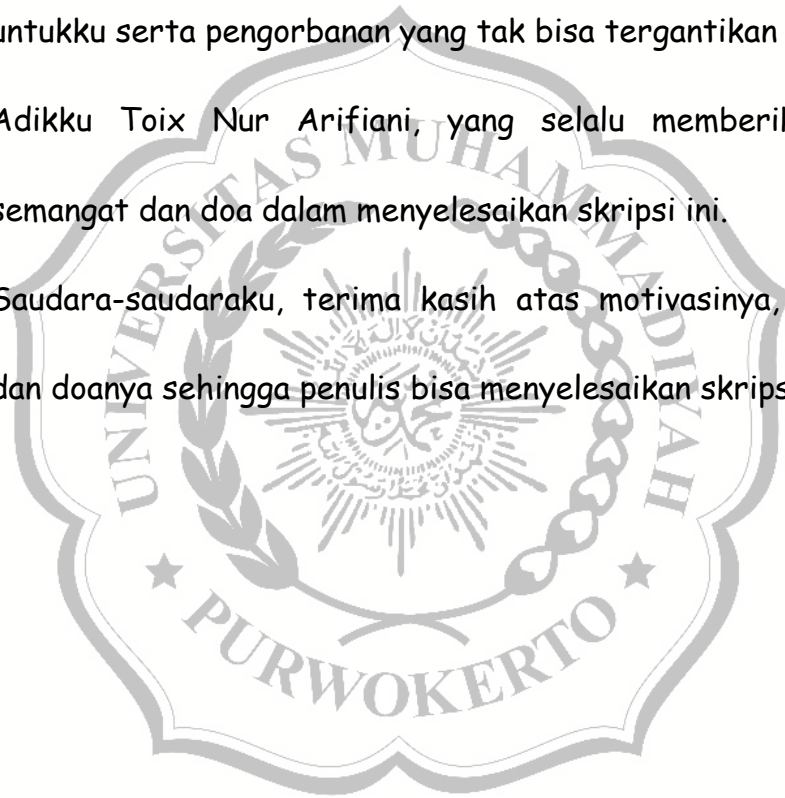 untukku serta pengorbanan yang tak bisa tergantikan
Adikku Toix Nur Arifiani, yang selalu memberi
semangat dan doa dalam menyelesaikan skripsi ini.
Saudara-saudaraku, terima kasih atas motivasinya,
dan doanya sehingga penulis bisa menyelesaikan skrips
UNIVERSITAS MUHAMMADIYAH
PURWOKERTO